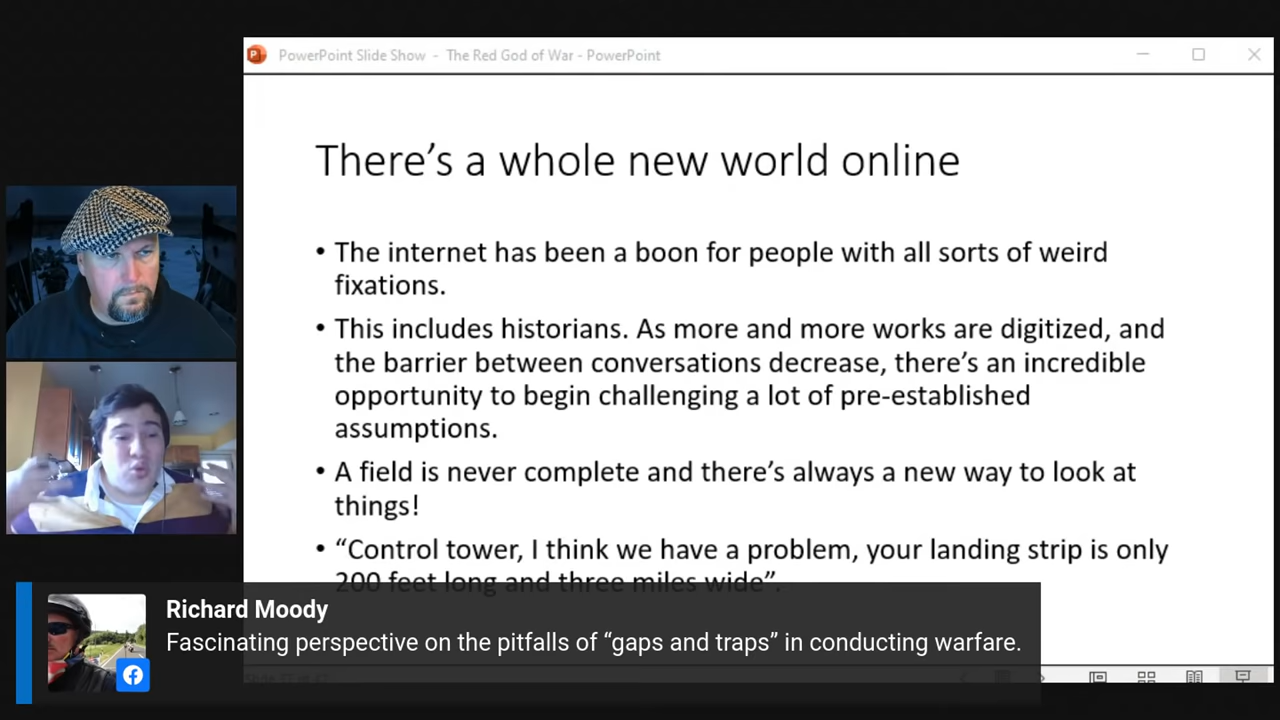 PowerPoint Slide Show - The Red God of War - PowerPoint
There's a whole new world online
• The internet has been a boon for people with all sorts of weird
fixations.
• This includes historians. As more and more works are digitized, and
the barrier between conversations decrease, there's an incredible
opportunity to begin challenging a lot of pre-established
assumptions.
• A field is never complete and there's always a new way to look at
things!
• “Control tower, I think we have a problem, your landing strip is only
200 feet long and three miles wide”.
Richard Moody
Fascinating perspective on the pitfalls of “gaps and traps” in conducting warfare.